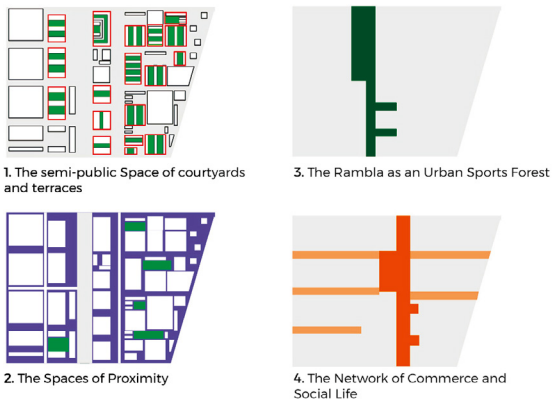 1. The semi-public Space of courtyards
and terraces
3. The Rambla as an Urban Sports Forest
2. The Spaces of Proximity
4. The Network of Commerce and
Social Life